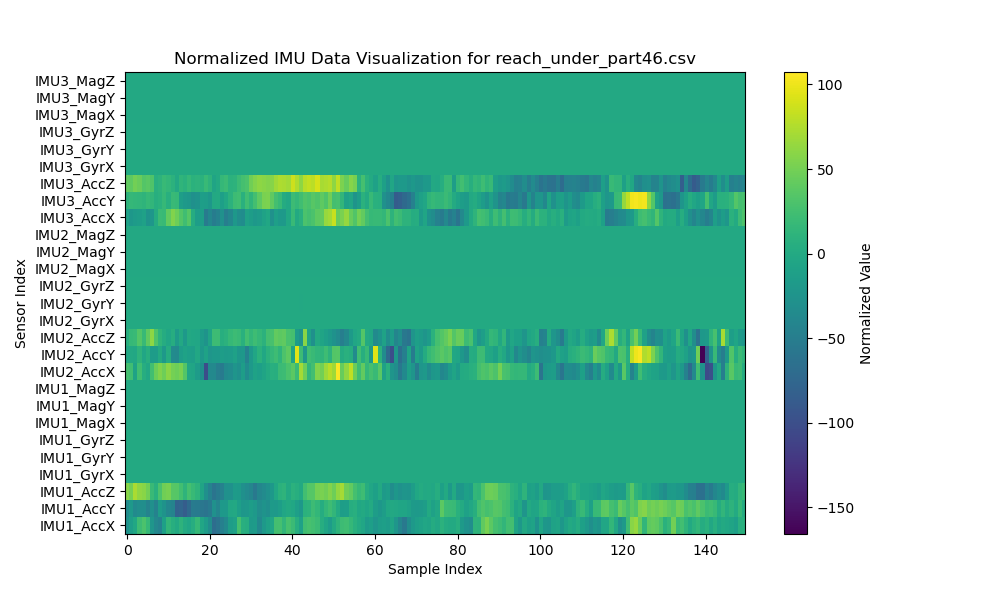 Normalized IMU Data Visualization for reach_under_part46.csv
IMU3_MagZ
IMU3_MagY
IMU3_MagX
IMU3_GyrZ
IMU3_GyrY
IMU3_GyrX
IMU3_AccZ
IMU3_AccY
IMU3_AccX
IMU2_MagZ
IMU2_MagY
IMU2_MagX
IMU2_GyrZ
IMU2_GyrY
IMU2_GyrX
IMU2_AccZ
IMU2_AccY
IMU2_AccX
IMU1_MagZ
IMU1_MagY
IMU1_MagX
IMU1_GyrZ
IMU1_GyrY
IMU1_GyrX
IMU1_AccZ
IMU1_AccY
IMU1_AccX
Sensor Index
0 20 40 60 80 100 120 140
Sample Index
100
50
0
−50
−100
−150
Normalized Value